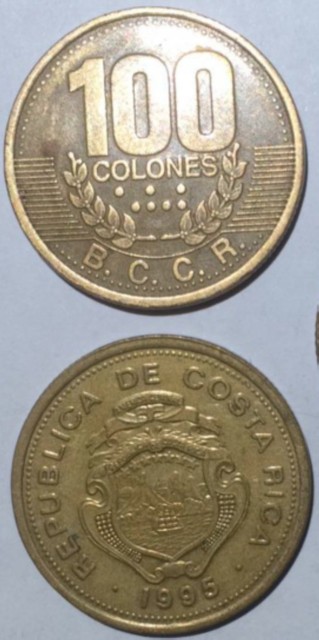 100
COLONES
B. C. C. R.
REPUBLICA DE COSTA RICA
· 1995 ·